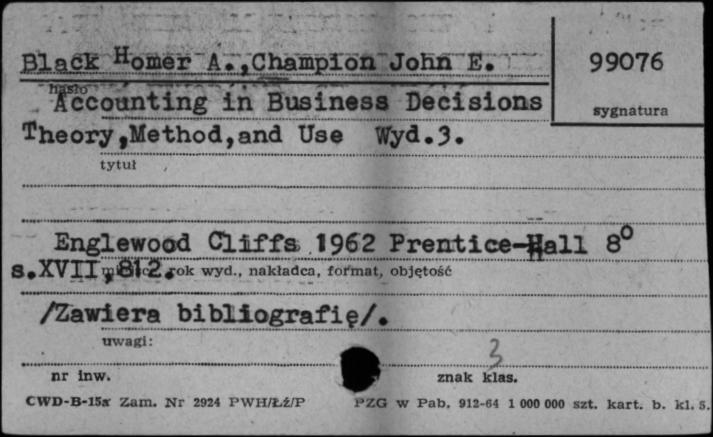 Black Homer A.,Champion John E.
99076
hasło
sygnatura
Accounting in Business Decisions
Theory,Method,and Use Wyd.3.
tytuł
Englewood Cliffs 1962 Prentice-Hall 8°
s.XVII,812.
rok wyd., nakładca, format, objętość
/Zawiera bibliografię/.
uwagi:
3
nr inw.
znak klas.
CWD-B-15a Zam. Nr 2924 PWH/Łź/P
PZG w Pab. 912-64 1 000 000 szt. kart. b. kl. 5.